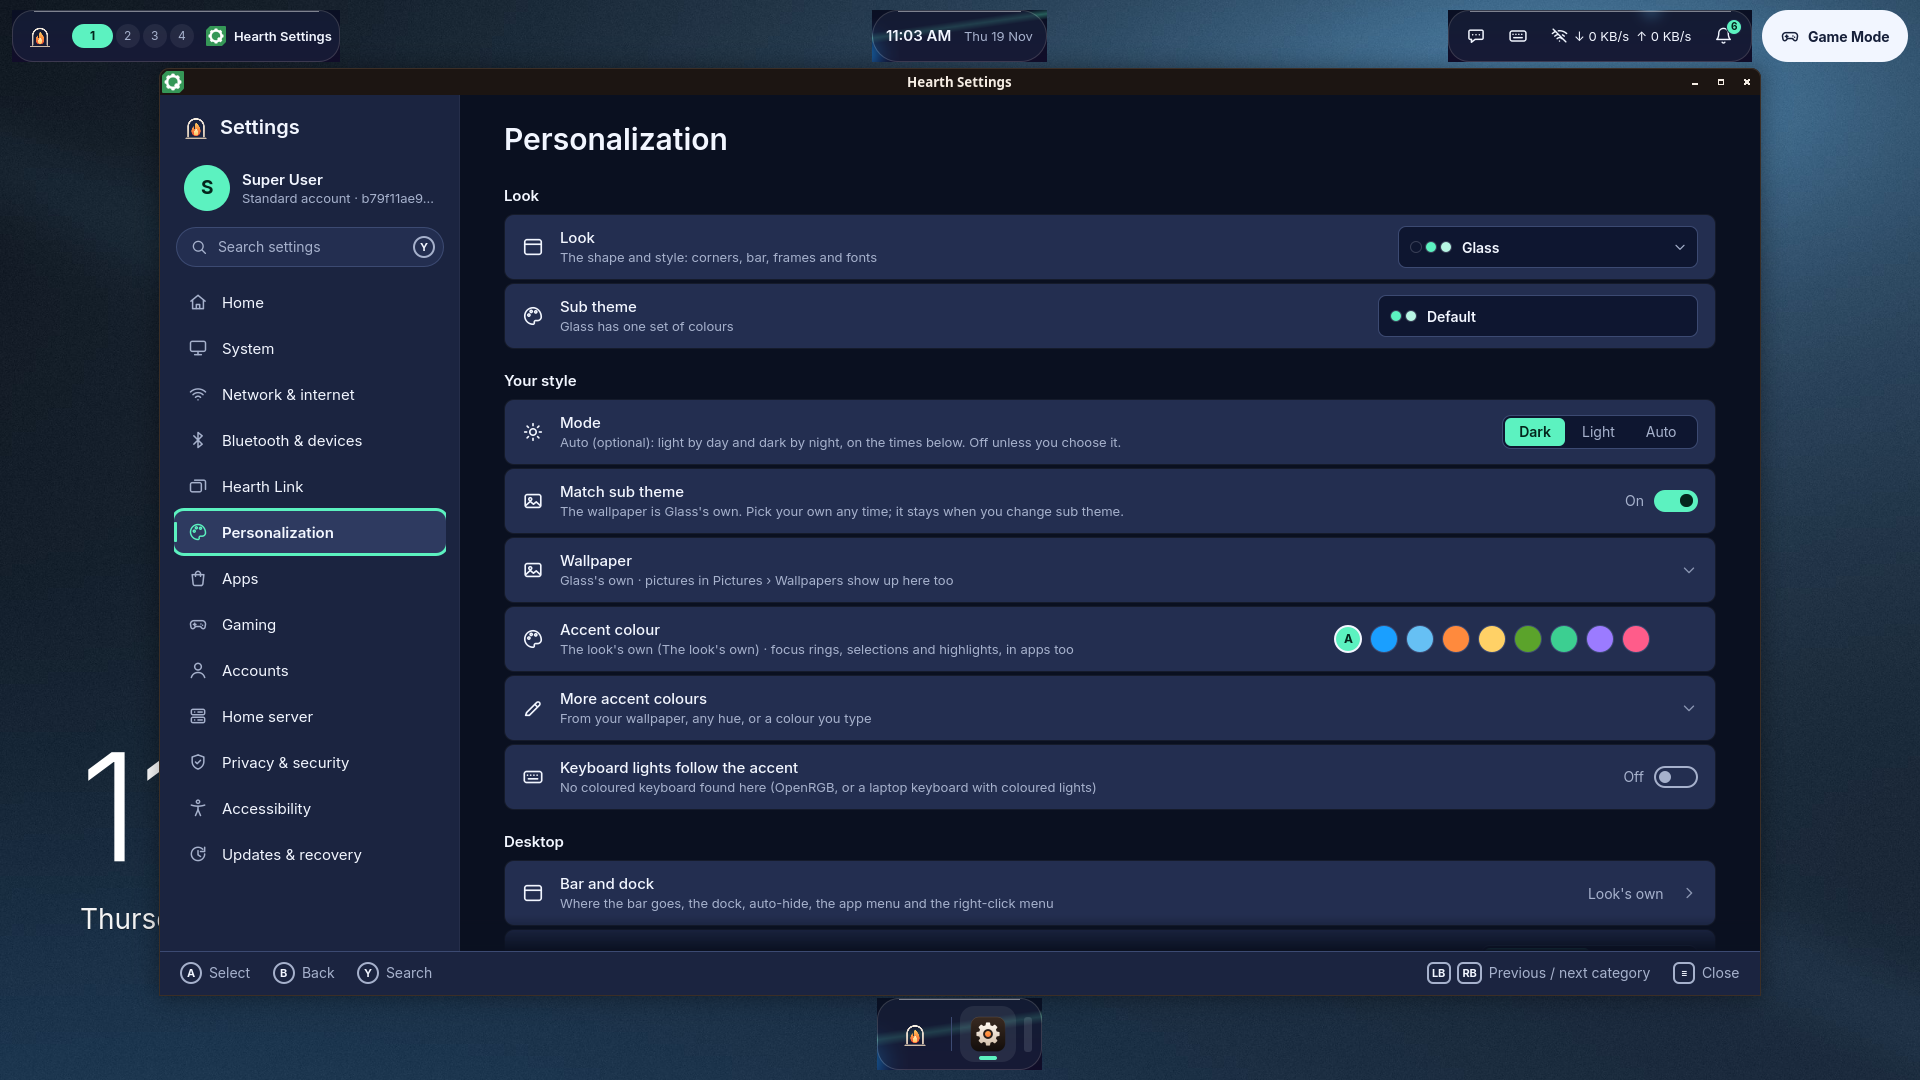 1 2 3 4 Hearth Settings
11:03 AM Thu 19 Nov
↓ 0 KB/s ↑ 0 KB/s 6
Game Mode
Hearth Settings
Settings
S
Super User
Standard account · b79f11ae9...
Search settings Y
Home
System
Network & internet
Bluetooth & devices
Hearth Link
Personalization
Apps
Gaming
Accounts
Home server
Privacy & security
Accessibility
Updates & recovery
Personalization
Look
Look
The shape and style: corners, bar, frames and fonts
Glass
Sub theme
Glass has one set of colours
Default
Your style
Mode
Auto (optional): light by day and dark by night, on the times below. Off unless you choose it.
Dark Light Auto
Match sub theme
The wallpaper is Glass's own. Pick your own any time; it stays when you change sub theme.
On
Wallpaper
Glass's own · pictures in Pictures › Wallpapers show up here too
Accent colour
The look's own (The look's own) · focus rings, selections and highlights, in apps too
A
More accent colours
From your wallpaper, any hue, or a colour you type
Keyboard lights follow the accent
No coloured keyboard found here (OpenRGB, or a laptop keyboard with coloured lights)
Off
Desktop
Bar and dock
Where the bar goes, the dock, auto-hide, the app menu and the right-click menu
Look's own
A Select B Back Y Search
LB RB Previous / next category ≡ Close
11
Thurs